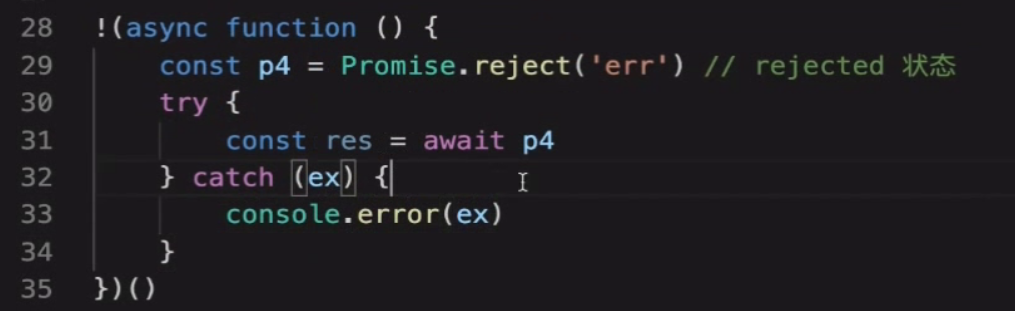 28 !(async function () {
29     const p4 = Promise.reject('err') // rejected 状态
30     try {
31         const res = await p4
32     } catch (ex) {
33         console.error(ex)
34     }
35 })()